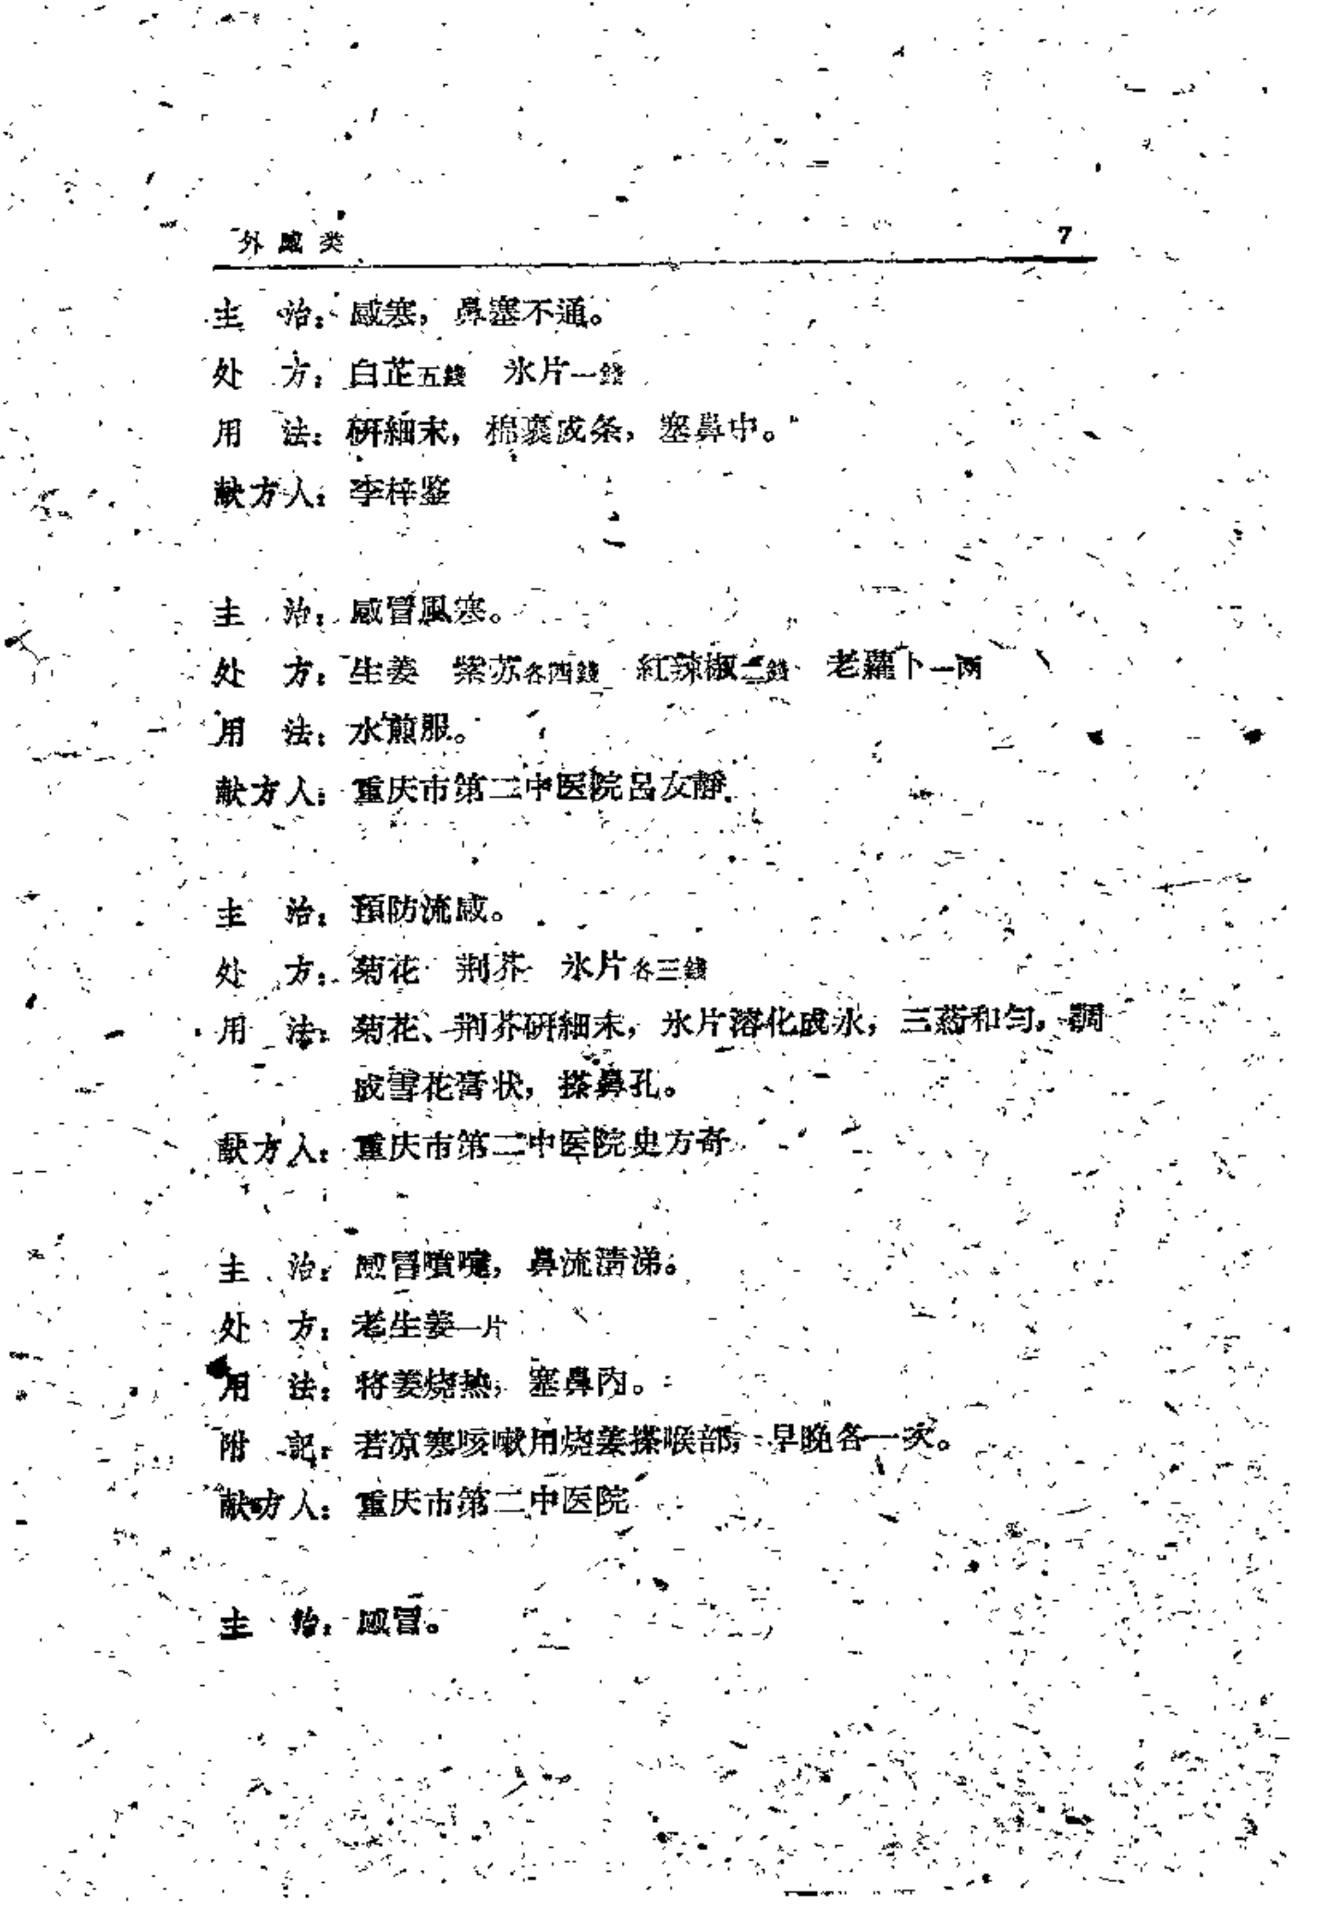 外感类 7
主　治：感寒，鼻塞不通。
处　方：白芷五錢　氷片一錢
用　法：研細末，棉裹成条，塞鼻中。
献方人：李梓鉴
主　治：感冒風寒。
处　方：生姜　紫苏各四錢　紅辣椒二錢　老蘿卜一两
用　法：水煎服。
献方人：重庆市第二中医院呂友靜
主　治：預防流感。
处　方：菊花　荆芥　氷片各三錢
用　法：菊花、荆芥研細末，氷片溶化成水，三葯和匀，調
成雪花膏状，搽鼻孔。
献方人：重庆市第二中医院史方奇
主　治：感冒噴嚏，鼻流清涕。
处　方：老生姜一片
用　法：将姜烧热，塞鼻内。
附　記：若凉寒咳嗽用烧姜搽喉部，早晚各一次。
献方人：重庆市第二中医院
主　治：感冒。